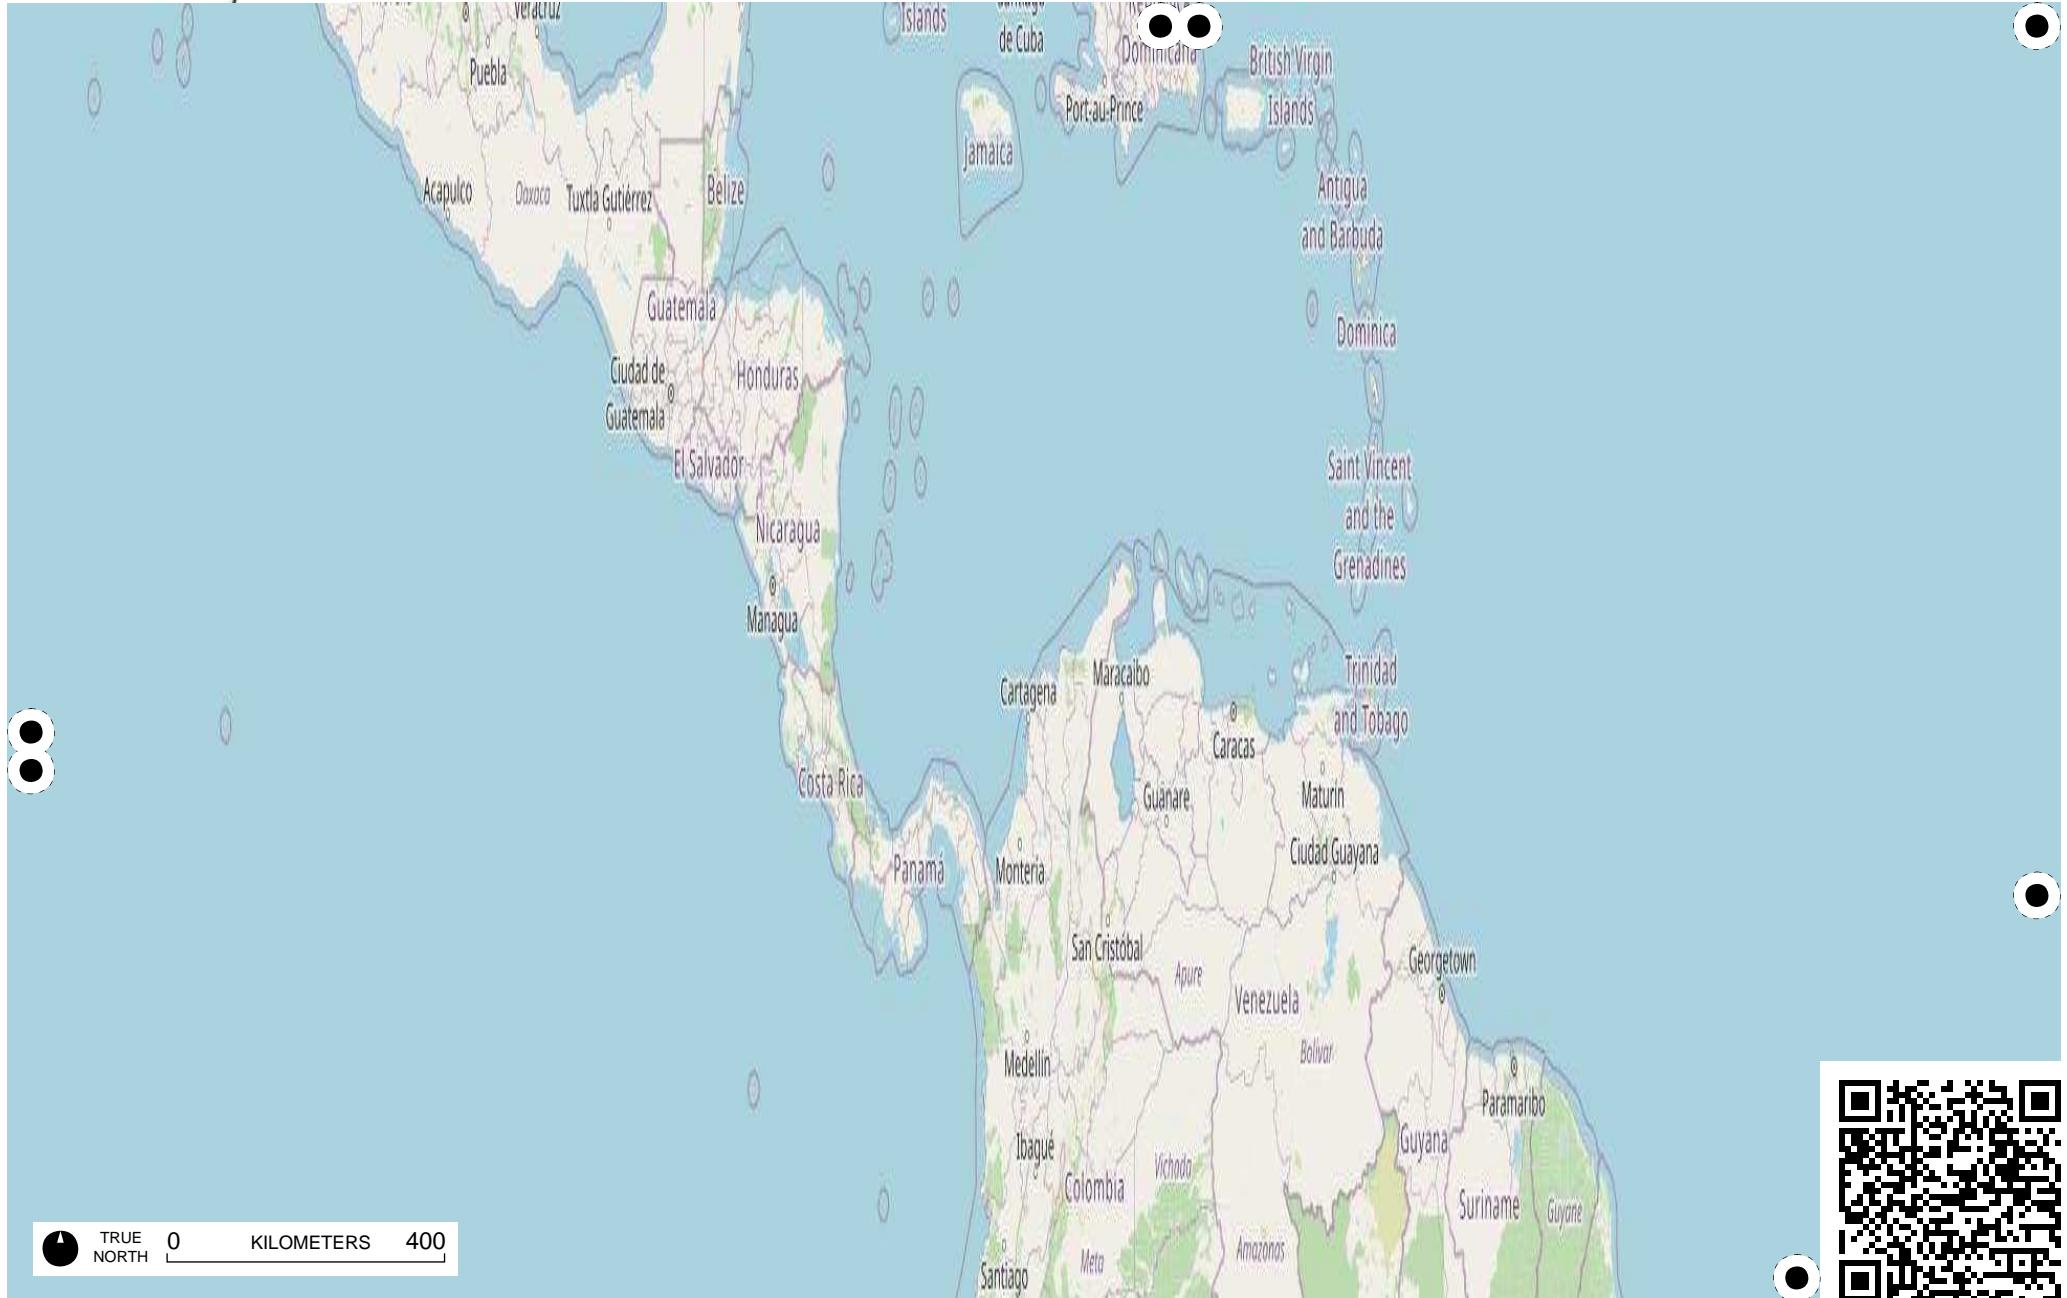 Veracruz
Puebla
Acapulco
Oaxaca
Tuxtla Gutiérrez
Belize
Islands
de Cuba
Jamaica
Port-au-Prince
Dominicana
British Virgin
Islands
Antigua
and Barbuda
Guatemala
Dominica
Ciudad de
Guatemala
Honduras
El Salvador
Saint Vincent
and the
Grenadines
Nicaragua
Managua
Cartagena
Maracaibo
Trinidad
and Tobago
Caracas
Costa Rica
Guanare
Maturín
Ciudad Guayana
Panamá
Montería
San Cristóbal
Apure
Georgetown
Venezuela
Bolívar
Medellín
Paramaribo
Ibagué
Guyana
Vichada
Colombia
Suriname
Guyane
Amazonas
Meta
Santiago
TRUE
NORTH
0 KILOMETERS 400